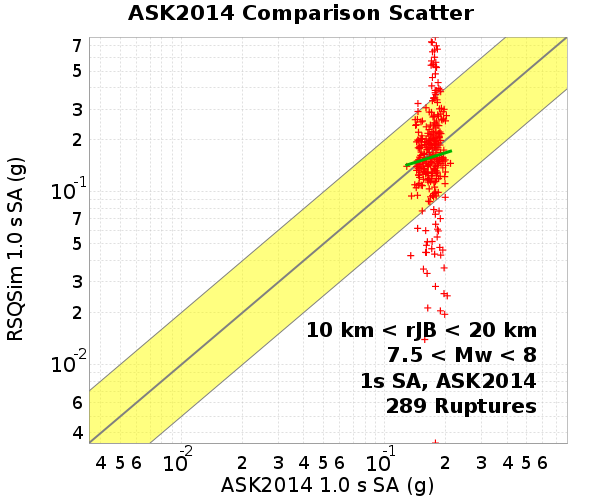 ASK2014 Comparison Scatter
7
5
3
2
10-1
7
5
3
2
10-2
6
4
RSQSim 1.0 s SA (g)
10 km < rJB < 20 km
7.5 < Mw < 8
1s SA, ASK2014
289 Ruptures
4 5 6 10-2 2 3 4 5 6 10-1 2 3 4 5 6
ASK2014 1.0 s SA (g)